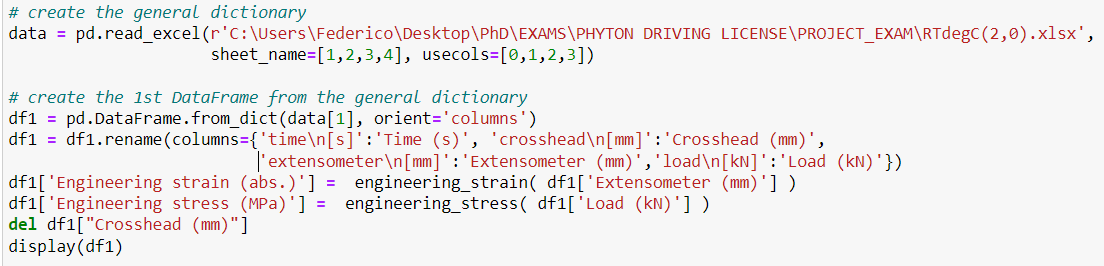 # create the general dictionary
data = pd.read_excel(r'C:\Users\Federico\Desktop\PhD\EXAMS\PHYTON DRIVING LICENSE\PROJECT_EXAM\RTdegC(2,0).xlsx',
sheet_name=[1,2,3,4], usecols=[0,1,2,3])
# create the 1st DataFrame from the general dictionary
df1 = pd.DataFrame.from_dict(data[1], orient='columns')
df1 = df1.rename(columns={'time\n[s]':'Time (s)', 'crosshead\n[mm]':'Crosshead (mm)',
'extensometer\n[mm]':'Extensometer (mm)','load\n[kN]':'Load (kN)'})
df1['Engineering strain (abs.)'] =  engineering_strain( df1['Extensometer (mm)'] )
df1['Engineering stress (MPa)'] =  engineering_stress( df1['Load (kN)'] )
del df1["Crosshead (mm)"]
display(df1)